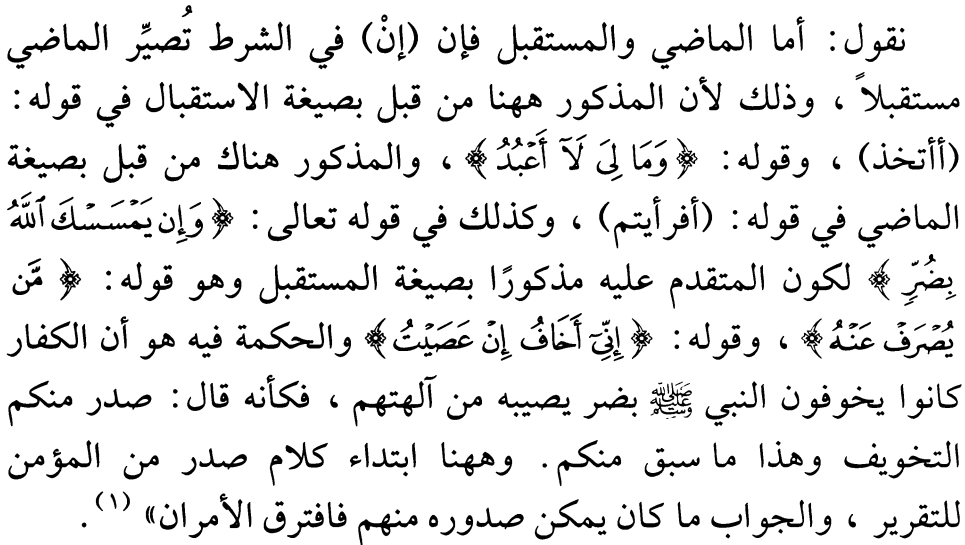 نقول: أما الماضي والمستقبل فإن (إنْ) في الشرط تُصيِّر الماضي
مستقبلاً ، وذلك لأن المذكور ههنا من قبل بصيغة الاستقبال في قوله:
(أأتخذ) ، وقوله: ﴿وَمَا لِىَ لَآ أَعۡبُدُ﴾ ، والمذكور هناك من قبل بصيغة
الماضي في قوله: (أفرأيتم) ، وكذلك في قوله تعالى: ﴿وَإِن يَمۡسَسۡكَ ٱللَّهُ
بِضُرٍّ﴾ لكون المتقدم عليه مذكورًا بصيغة المستقبل وهو قوله: ﴿مَّن
يُصۡرَفۡ عَنۡهُ﴾ ، وقوله: ﴿إِنِّىٓ أَخَافُ إِنۡ عَصَيۡتُ﴾ والحكمة فيه هو أن الكفار
كانوا يخوفون النبي ﷺ بضر يصيبه من آلهتهم ، فكأنه قال: صدر منكم
التخويف وهذا ما سبق منكم. وههنا ابتداء كلام صدر من المؤمن
للتقرير ، والجواب ما كان يمكن صدوره منهم فافترق الأمران» (١) .